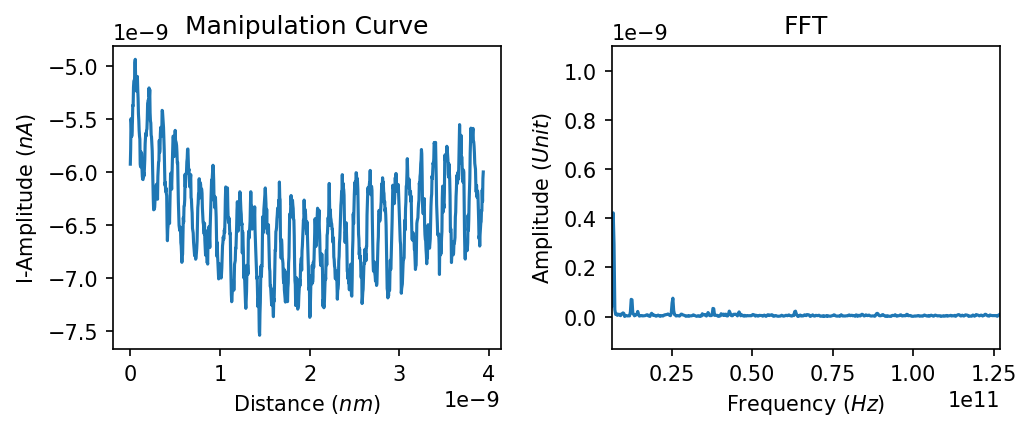 Manipulation Curve
1e−9
I-Amplitude (nA)
−5.0
−5.5
−6.0
−6.5
−7.0
−7.5
0
1
2
3
4
Distance (nm)
1e−9
FFT
1e−9
Amplitude (Unit)
1.0
0.8
0.6
0.4
0.2
0.0
0.25
0.50
0.75
1.00
1.25
Frequency (Hz)
1e11